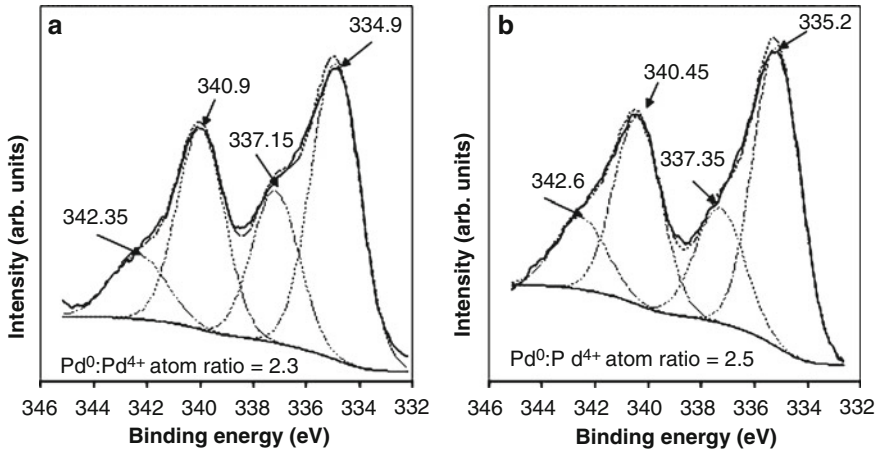 a
334.9
340.9
337.15
342.35
Intensity (arb. units)
Pd⁰:Pd⁴⁺ atom ratio = 2.3
346 344 342 340 338 336 334 332
Binding energy (eV)
b
335.2
340.45
337.35
342.6
Intensity (arb. units)
Pd⁰:P d⁴⁺ atom ratio = 2.5
346 344 342 340 338 336 334 332
Binding energy (eV)